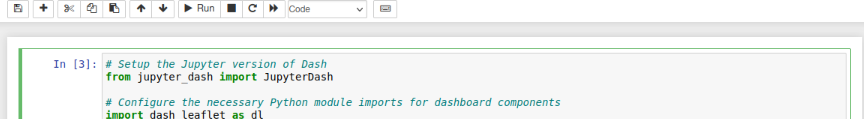 Run
Code
In [3]:
# Setup the Jupyter version of Dash
from jupyter_dash import JupyterDash
# Configure the necessary Python module imports for dashboard components
import dash_leaflet as dl